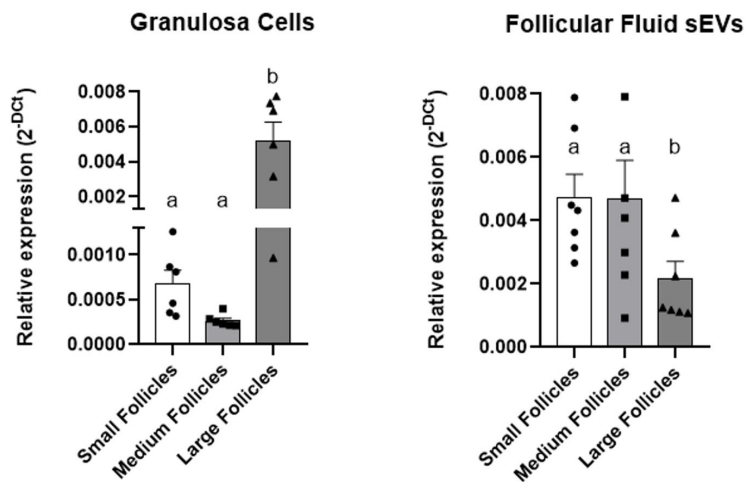 Granulosa Cells
Relative expression (2-DCt)
0.008
0.006
0.004
0.002
0.0010
0.0005
0.0000
a
a
b
Small Follicles
Medium Follicles
Large Follicles
Follicular Fluid sEVs
Relative expression (2-DCt)
0.008
0.006
0.004
0.002
0.000
a
a
b
Small Follicles
Medium Follicles
Large Follicles